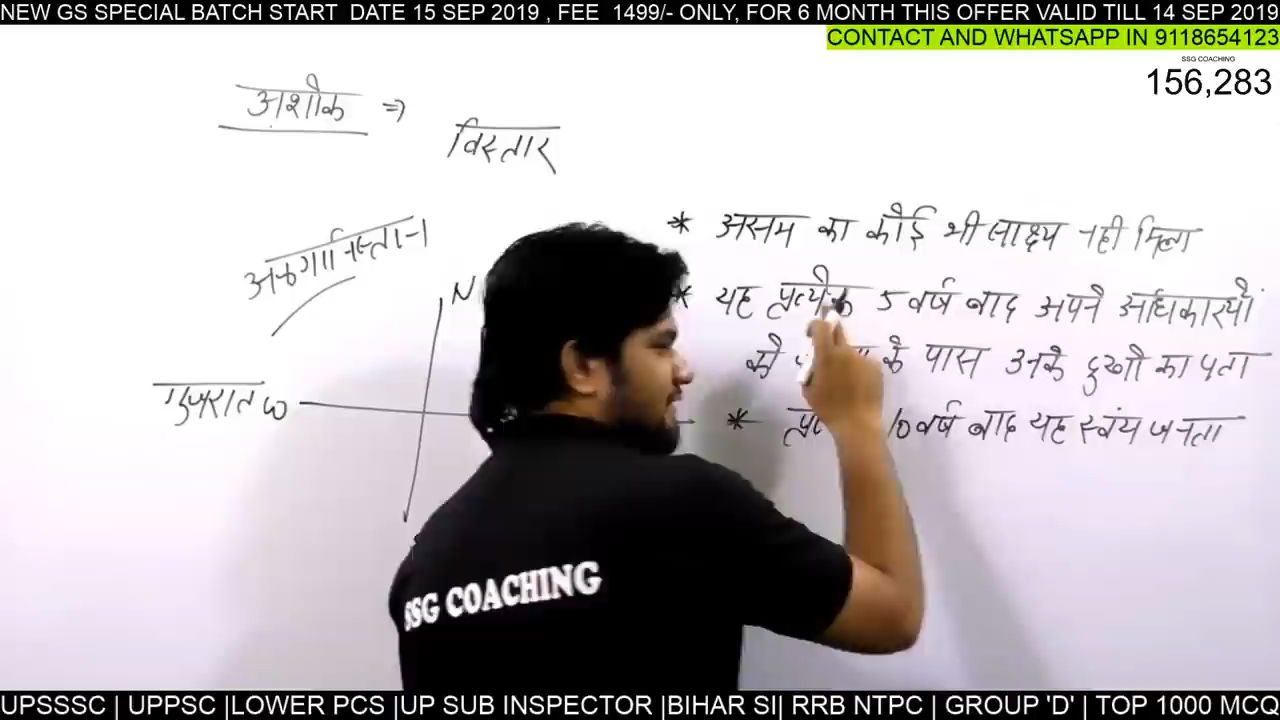 NEW GS SPECIAL BATCH START DATE 15 SEP 2019 , FEE 1499/- ONLY, FOR 6 MONTH THIS OFFER VALID TILL 14 SEP 2019
CONTACT AND WHATSAPP IN 9118654123
SSG COACHING
156,283
अशोक ⇒
विस्तार
* असम का कोई भी साक्ष्य नही मिला
अफगानिस्तान
N
* यह प्रत्येक 5 वर्ष बाद अपने
को के पास उनके दुखो का पता
गुजरात W
* 10 वर्ष बाद यह स्वंय जनता
SSG COACHING
UPSSSC | UPPSC |LOWER PCS |UP SUB INSPECTOR |BIHAR SI| RRB NTPC | GROUP 'D' | TOP 1000 MCQ